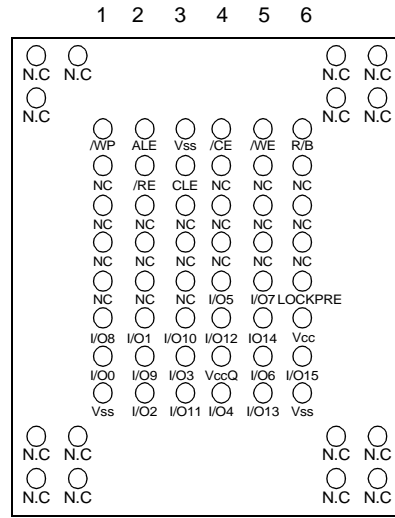 1 2 3 4 5 6
N.C N.C N.C N.C
N.C N.C N.C
/WP ALE Vss /CE /WE R/B
NC /RE CLE NC NC NC
NC NC NC NC NC NC
NC NC NC NC NC NC
NC NC NC I/O5 I/O7 LOCKPRE
I/O8 I/O1 I/O10 I/O12 IO14 Vcc
I/O0 I/O9 I/O3 VccQ I/O6 I/O15
Vss I/O2 I/O11 I/O4 I/O13 Vss
N.C N.C N.C N.C
N.C N.C N.C N.C